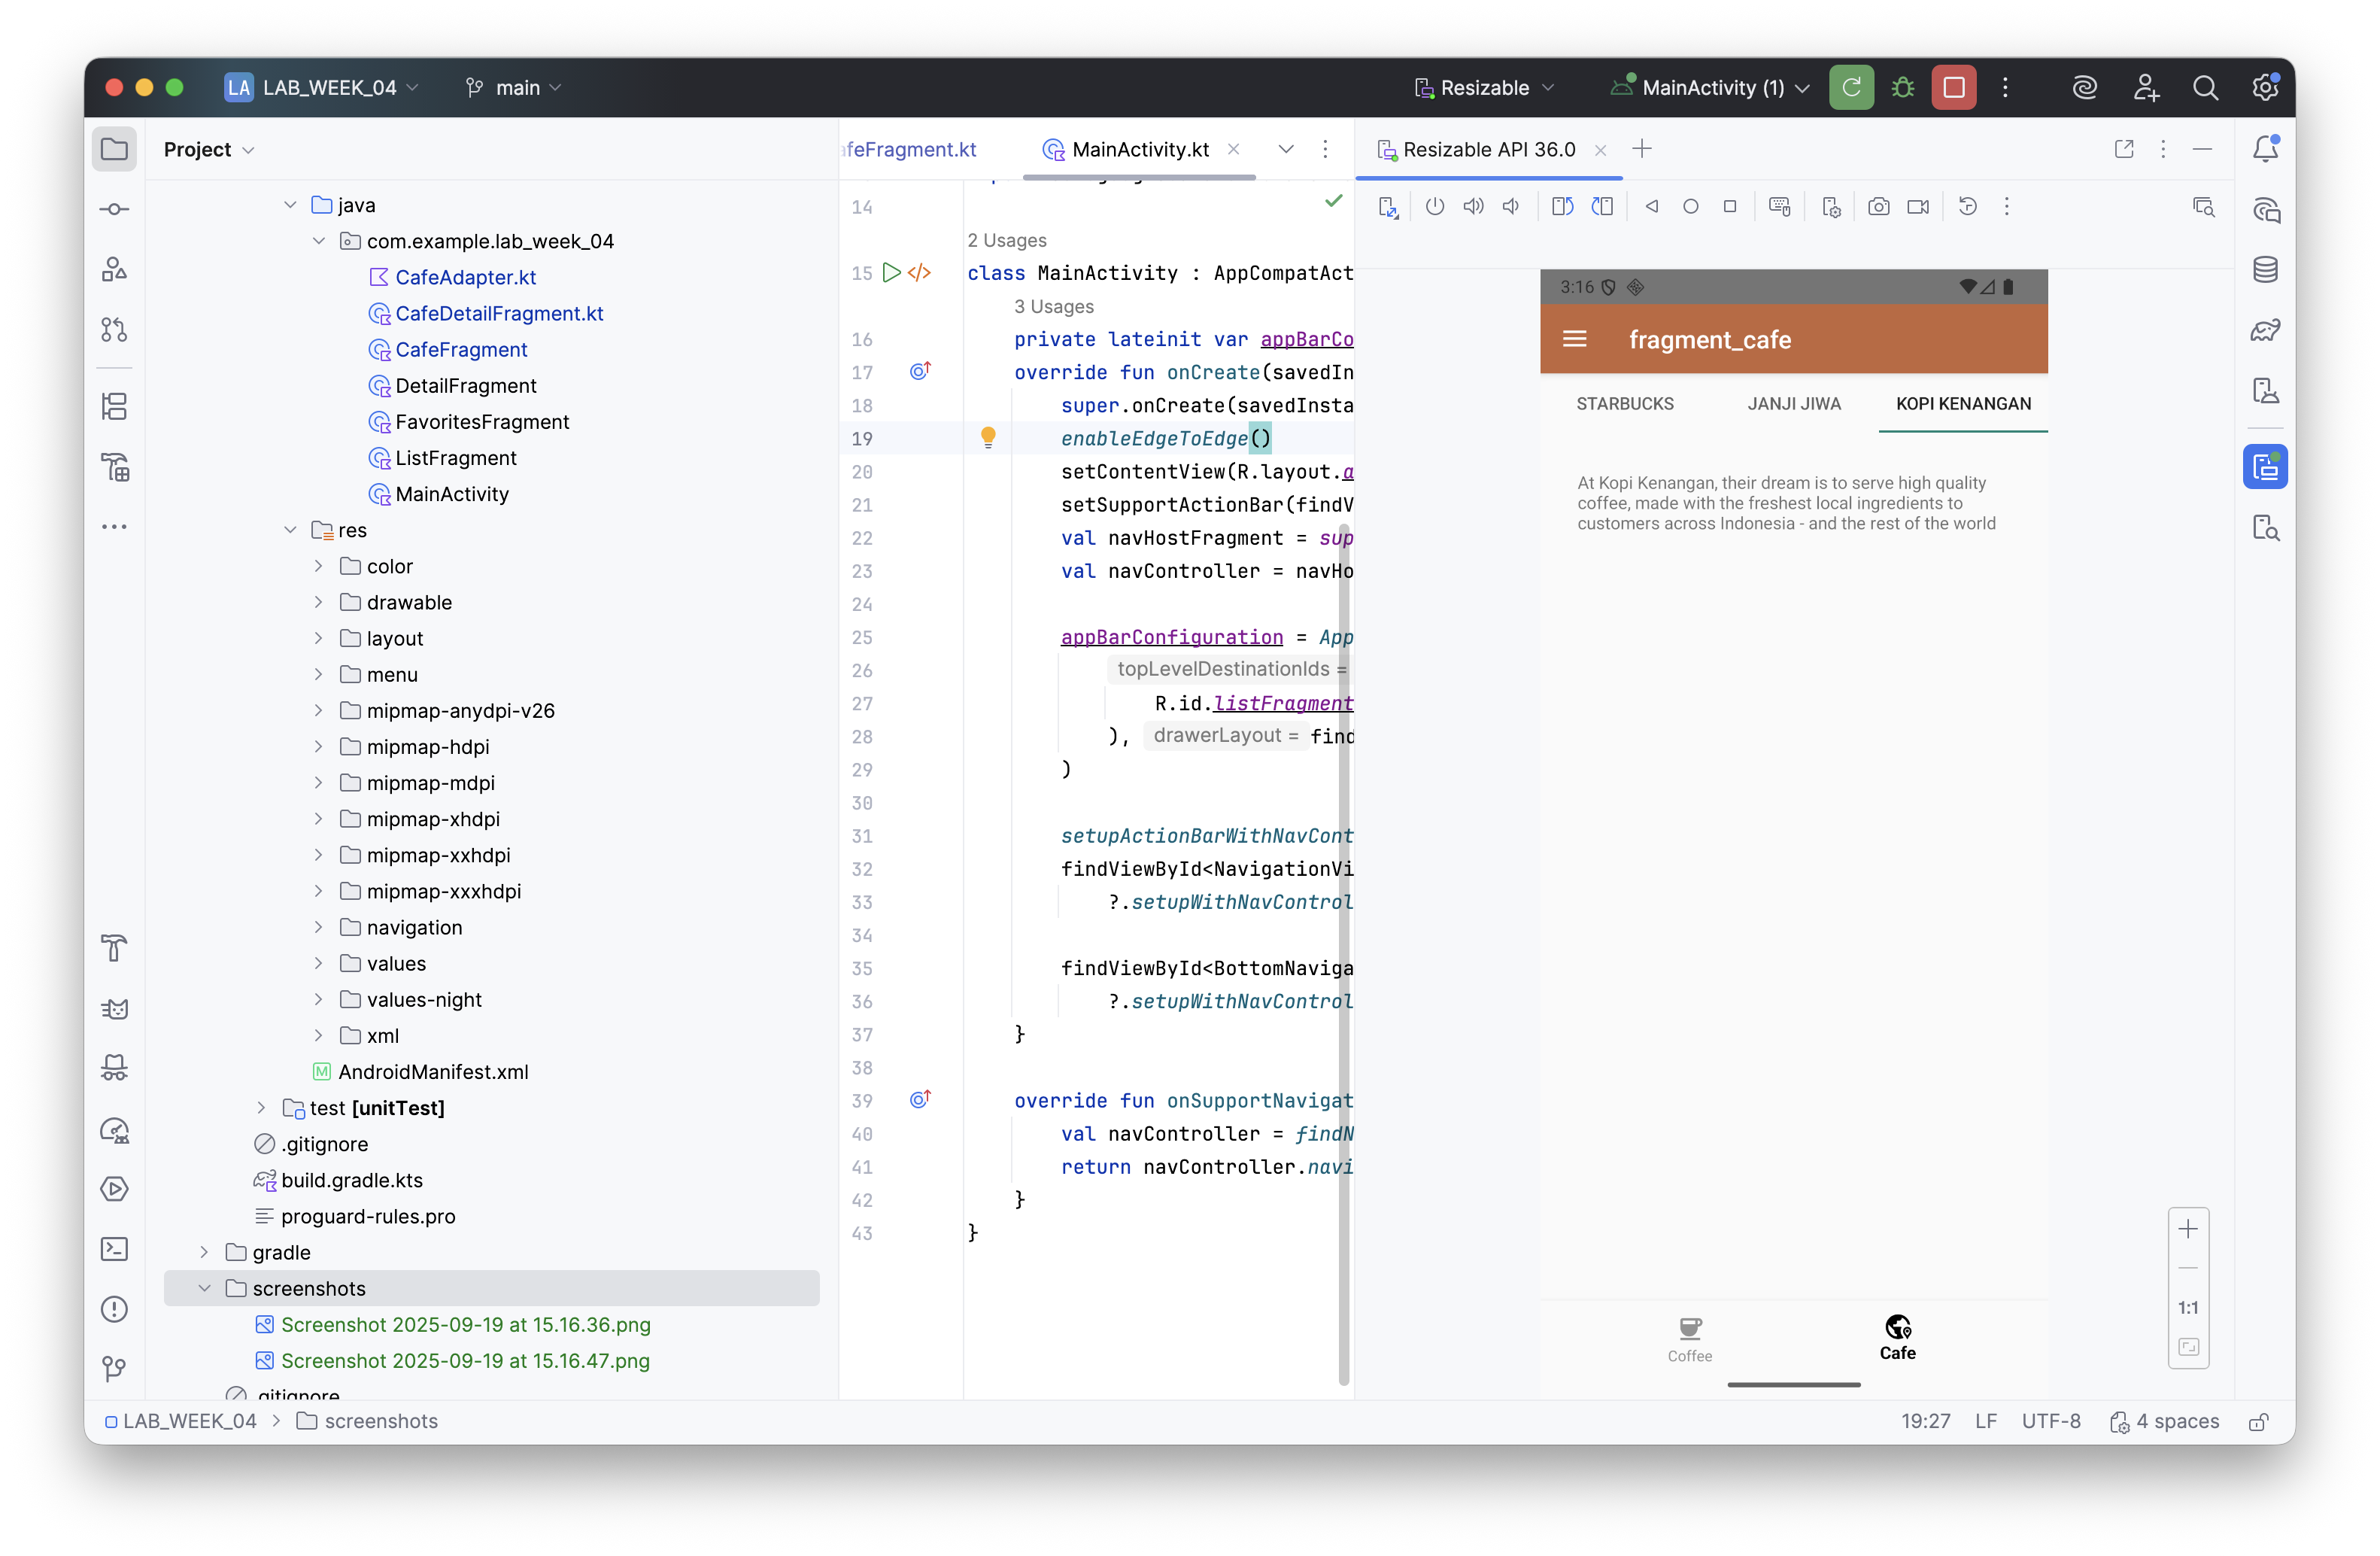 LA LAB_WEEK_04
main
Resizable
MainActivity (1)
Project
java
com.example.lab_week_04
CafeAdapter.kt
CafeDetailFragment.kt
CafeFragment
DetailFragment
FavoritesFragment
ListFragment
MainActivity
res
color
drawable
layout
menu
mipmap-anydpi-v26
mipmap-hdpi
mipmap-mdpi
mipmap-xhdpi
mipmap-xxhdpi
mipmap-xxxhdpi
navigation
values
values-night
xml
AndroidManifest.xml
test [unitTest]
.gitignore
build.gradle.kts
proguard-rules.pro
gradle
screenshots
Screenshot 2025-09-19 at 15.16.36.png
Screenshot 2025-09-19 at 15.16.47.png
.gitignore
afeFragment.kt
MainActivity.kt
14
2 Usages
15 class MainActivity : AppCompatAct
3 Usages
16 private lateinit var appBarCo
17 override fun onCreate(savedIn
18 super.onCreate(savedInsta
19 enableEdgeToEdge()
20 setContentView(R.layout.a
21 setSupportActionBar(findV
22 val navHostFragment = sup
23 val navController = navHo
24
25 appBarConfiguration = App
26 topLevelDestinationIds =
27 R.id.listFragment
28 ), drawerLayout = find
29 )
30
31 setupActionBarWithNavCont
32 findViewById<NavigationVi
33 ?.setupWithNavControl
34
35 findViewById<BottomNaviga
36 ?.setupWithNavControl
37 }
38
39 override fun onSupportNavigat
40 val navController = findN
41 return navController.navi
42 }
43 }
Resizable API 36.0
3:16
fragment_cafe
STARBUCKS
JANJI JIWA
KOPI KENANGAN
At Kopi Kenangan, their dream is to serve high quality
coffee, made with the freshest local ingredients to
customers across Indonesia - and the rest of the world
Coffee
Cafe
1:1
LAB_WEEK_04 > screenshots
19:27
LF
UTF-8
4 spaces